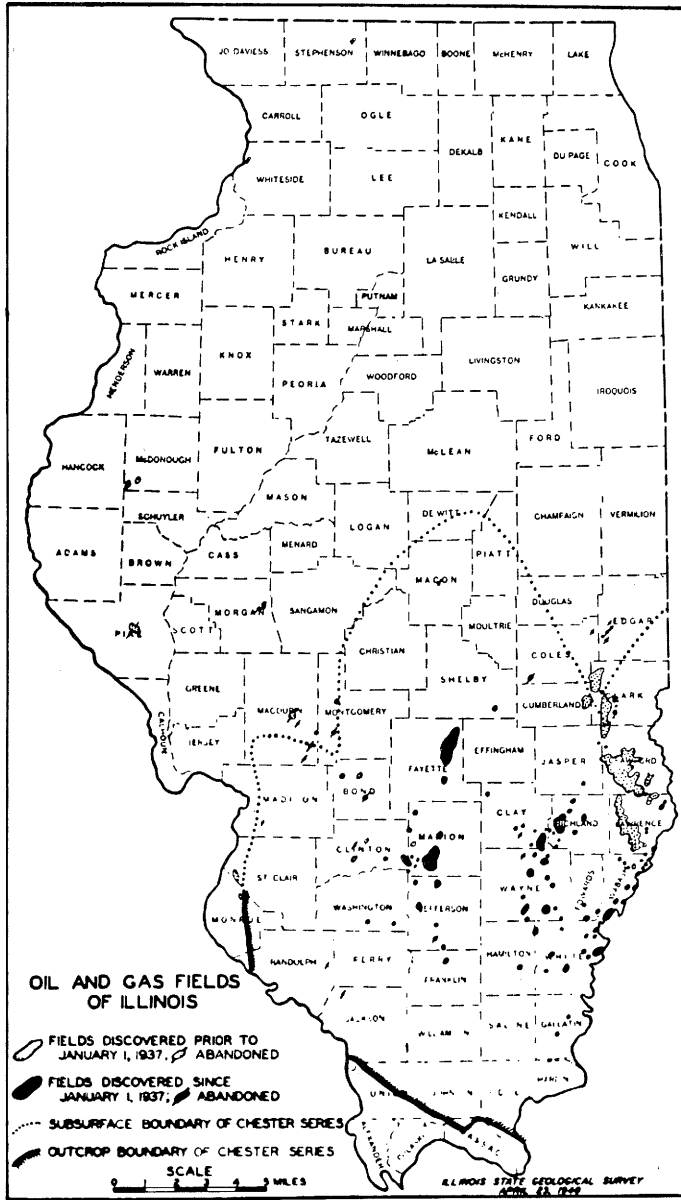 JO DAVIESS STEPHENSON WINNEBAGO BOONE McHENRY LAKE
CARROLL OGLE
DEKALB KANE DU PAGE COOK
WHITESIDE LEE
KENDALL
ROCK ISLAND HENRY BUREAU LA SALLE WILL
GRUNDY
MERCER PUTNAM KANKAKEE
STARK MARSHALL
HENDERSON WARREN KNOX PEORIA WOODFORD LIVINGSTON IROQUOIS
HANCOCK McDONOUGH FULTON TAZEWELL McLEAN FORD
MASON
SCHUYLER LOGAN DE WITT CHAMPAIGN VERMILION
ADAMS BROWN CASS MENARD PIATT
MACON
MORGAN SANGAMON DOUGLAS EDGAR
SCOTT MOULTRIE
CHRISTIAN COLES
SHELBY
GREENE CUMBERLAND
MONTGOMERY
CALHOUN
FAYETTE EFFINGHAM JASPER
BOND
CLAY
RICHLAND
CLINTON MARION
ST CLAIR WAYNE EDWARDS
WASHINGTON
MONROE
RANDOLPH HAMILTON
FRANKLIN
JACKSON
SALINE GALLATIN
ALEXANDER
OIL AND GAS FIELDS
OF ILLINOIS
FIELDS DISCOVERED PRIOR TO
JANUARY 1, 1937, ABANDONED
FIELDS DISCOVERED SINCE
JANUARY 1, 1937; ABANDONED
SUBSURFACE BOUNDARY OF CHESTER SERIES
OUTCROP BOUNDARY OF CHESTER SERIES
SCALE
MILES
ILLINOIS STATE GEOLOGICAL SURVEY